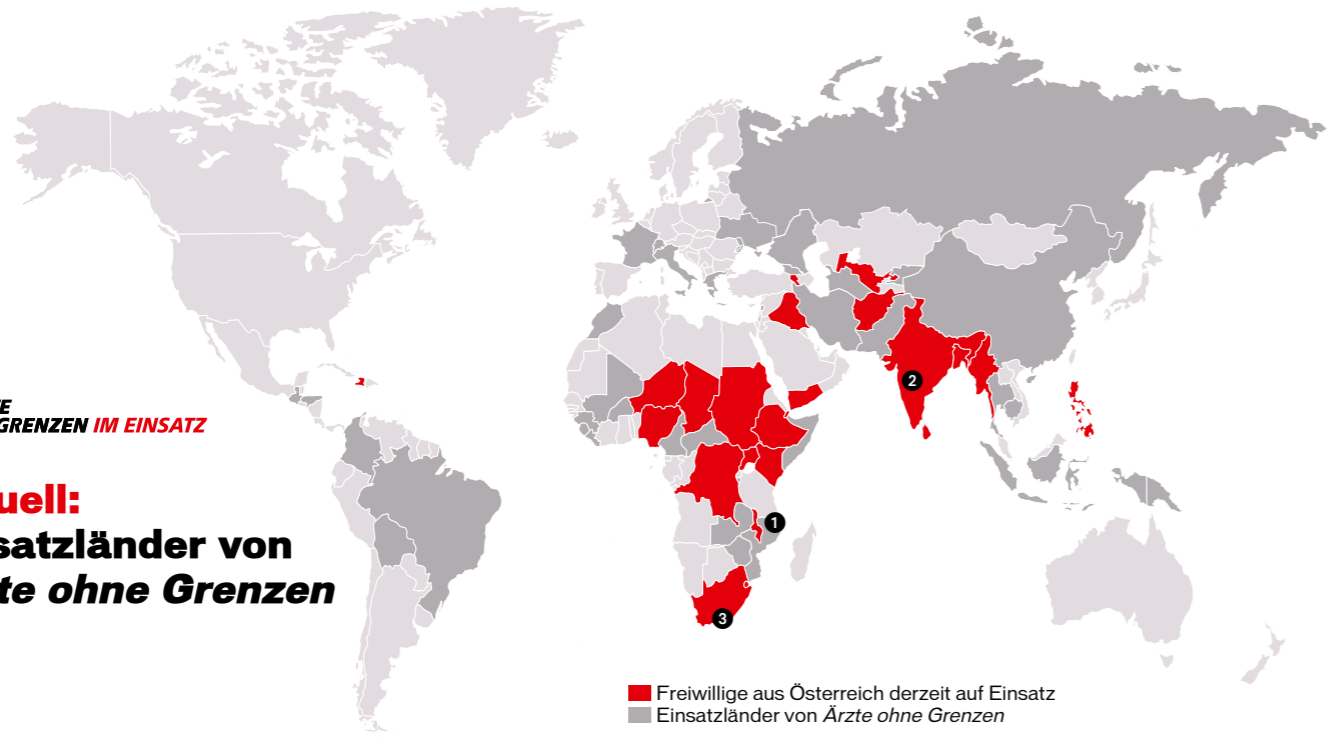 E
GRENZEN IM EINSATZ
uell:
satzländer von
te ohne Grenzen
2
1
3
Freiwillige aus Österreich derzeit auf Einsatz
Einsatzländer von Ärzte ohne Grenzen